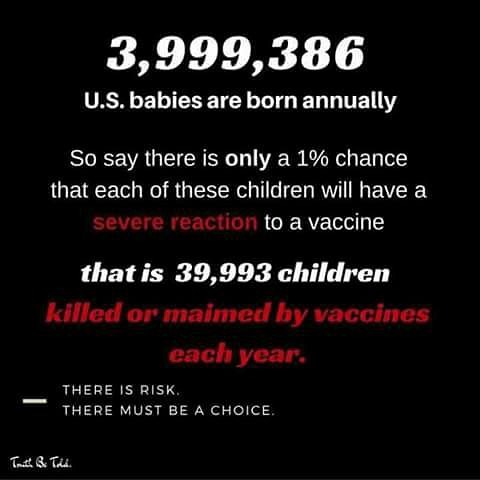 3,999,386
U.S. babies are born annually
So say there is only a 1% chance
that each of these children will have a
severe reaction to a vaccine
that is 39,993 children
killed or maimed by vaccines
each year.
THERE IS RISK.
THERE MUST BE A CHOICE.
Truth Be Told.